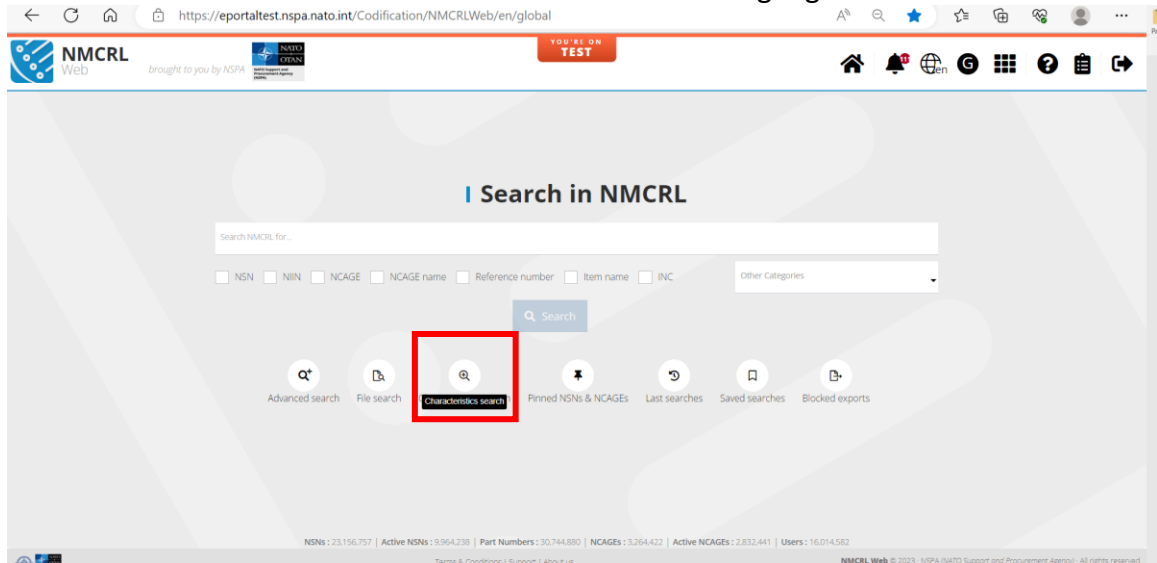 https://eportaltest.nspa.nato.int/Codification/NMCRLWeb/en/global
NMCRL
Web
brought to you by NSPA
NATO
OTAN
YOU'RE ON
TEST
11
en
G
Search in NMCRL
Search NMCRL for...
NSN NIIN NCAGE NCAGE name Reference number Item name INC
Other Categories
Search
Advanced search File search Characteristics search Pinned NSNs & NCAGEs Last searches Saved searches Blocked exports
NSNs : 23,156,757 | Active NSNs : 9,964,238 | Part Numbers : 30,744,880 | NCAGEs : 3,264,422 | Active NCAGEs : 2,832,441 | Users : 16,014,582
Terms & Conditions | Support | About us
NMCRL Web © 2023 - NSPA (NATO Support and Procurement Agency) - All rights reserved